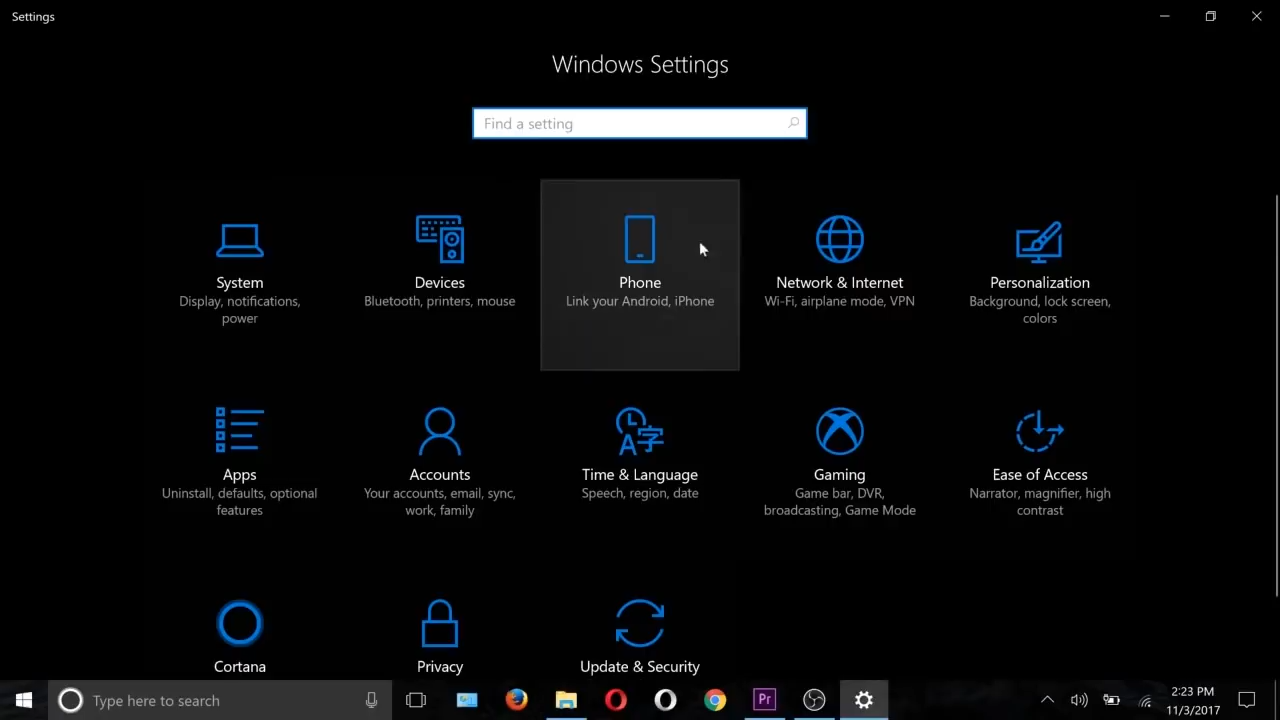 Settings
Windows Settings
Find a setting
System
Display, notifications,
power
Devices
Bluetooth, printers, mouse
Phone
Link your Android, iPhone
Network & Internet
Wi-Fi, airplane mode, VPN
Personalization
Background, lock screen,
colors
Apps
Uninstall, defaults, optional
features
Accounts
Your accounts, email, sync,
work, family
Time & Language
Speech, region, date
Gaming
Game bar, DVR,
broadcasting, Game Mode
Ease of Access
Narrator, magnifier, high
contrast
Cortana
Privacy
Update & Security
Type here to search
Pr
2:23 PM
11/3/2017